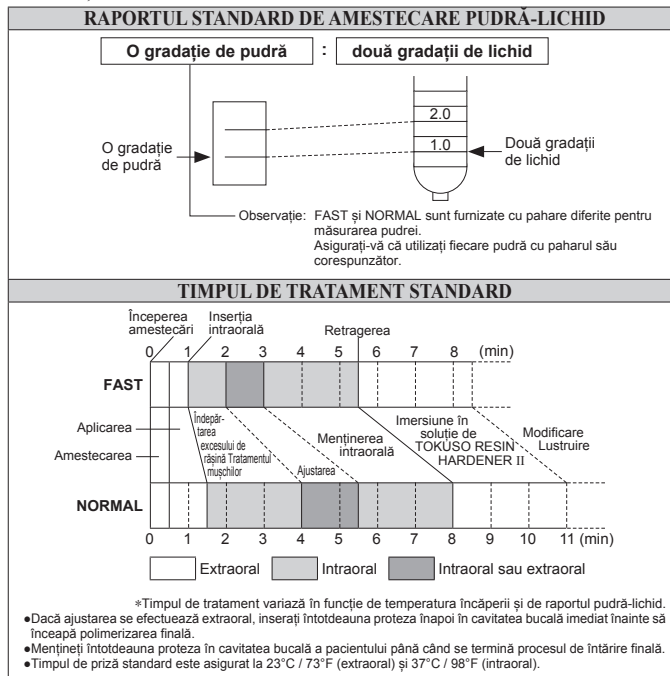 RAPORTUL STANDARD DE AMESTECARE PUDRĂ-LICHID
O gradație de pudră : două gradații de lichid
2.0
1.0
O gradație
de pudră
Două gradații
de lichid
Observație: FAST și NORMAL sunt furnizate cu pahare diferite pentru
măsurarea pudrei.
Asigurați-vă că utilizați fiecare pudră cu paharul său
corespunzător.
TIMPUL DE TRATAMENT STANDARD
Începerea
amestecări
Inserția
intraorală
Retragerea
0 1 2 3 4 5 6 7 8 (min)
FAST
Aplicarea
Amestecarea
Îndepăr-
tarea
excesului de
rășină Tratamentul
mușchilor
Ajustarea
Menținerea
intraorală
Imersiune în
soluție de
TOKUSO RESIN
HARDENER II
Modificare
Lustruire
NORMAL
0 1 2 3 4 5 6 7 8 9 10 11 (min)
Extraoral Intraoral Intraoral sau extraoral
*Timpul de tratament variază în funcție de temperatura încăperii și de raportul pudră-lichid.
●Dacă ajustarea se efectuează extraoral, inserați întotdeauna proteza înapoi în cavitatea bucală imediat înainte să
înceapă polimerizarea finală.
●Mențineți întotdeauna proteza în cavitatea bucală a pacientului până când se termină procesul de întărire finală.
●Timpul de priză standard este asigurat la 23°C / 73°F (extraoral) și 37°C / 98°F (intraoral).